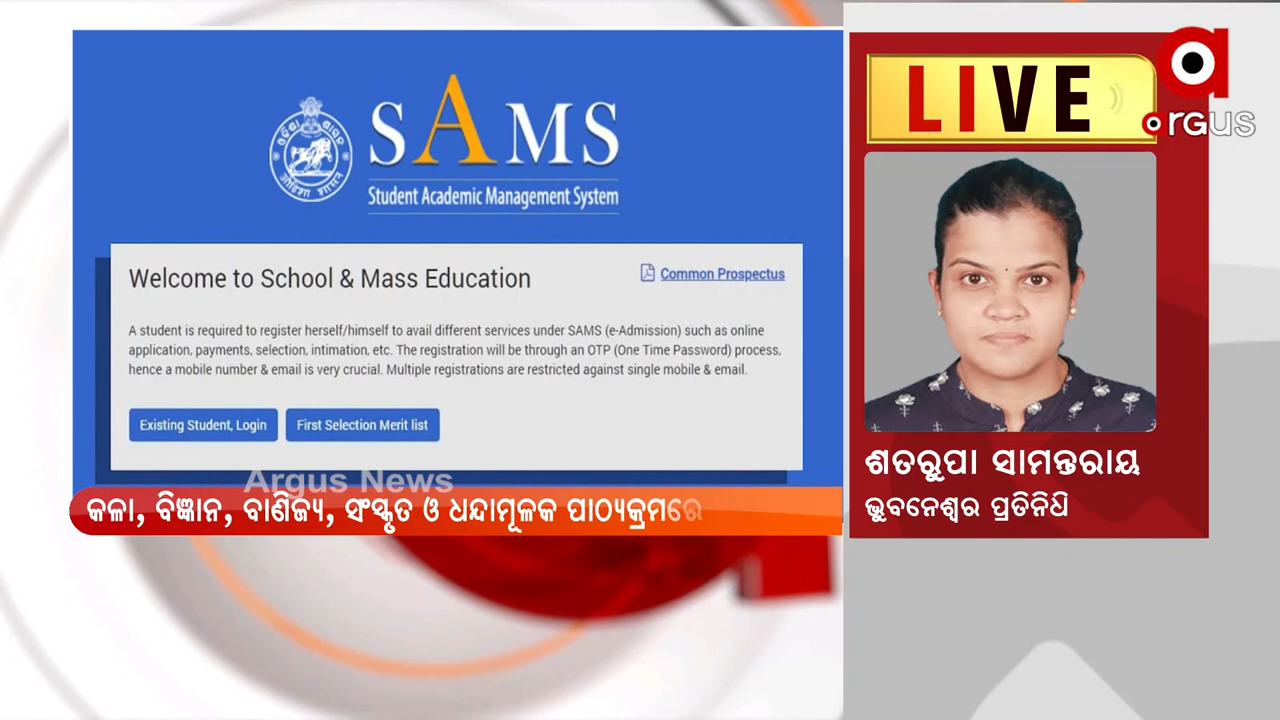 SAMS
Student Academic Management System
Welcome to School & Mass Education
Common Prospectus
A student is required to register herself/himself to avail different services under SAMS (e-Admission) such as online
application, payments, selection, intimation, etc. The registration will be through an OTP (One Time Password) process,
hence a mobile number & email is very crucial. Multiple registrations are restricted against single mobile & email.
Existing Student, Login
First Selection Merit list
Argus News
କଳା, ବିଜ୍ଞାନ, ବାଣିଜ୍ୟ, ସଂସ୍କୃତ ଓ ଧନ୍ଦାମୂଳକ ପାଠ୍ୟକ୍ରମରେ
LIVE
a
argus
ଶତରୂପା ସାମନ୍ତରାୟ
ଭୁବନେଶ୍ୱର ପ୍ରତିନିଧି